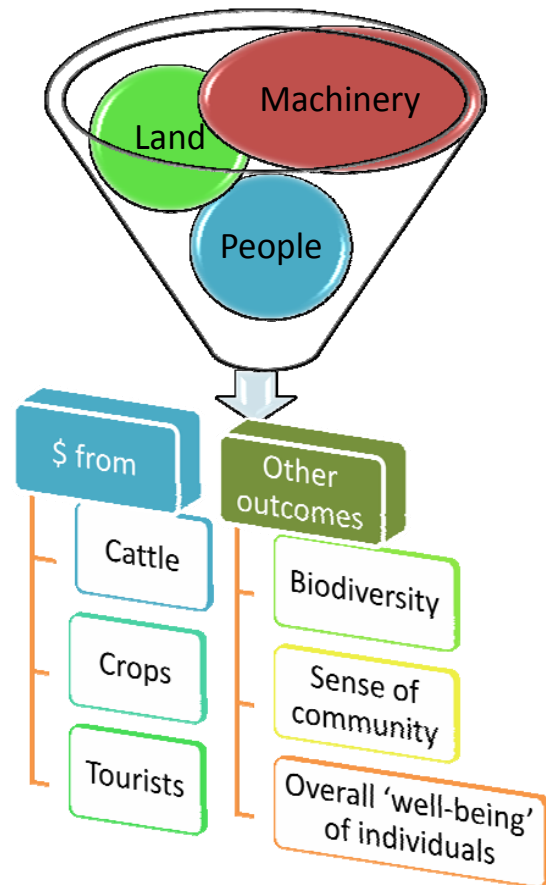 Machinery
Land
People
$ from
Cattle
Crops
Tourists
Other
outcomes
Biodiversity
Sense of
community
Overall ‘well-being’
of individuals